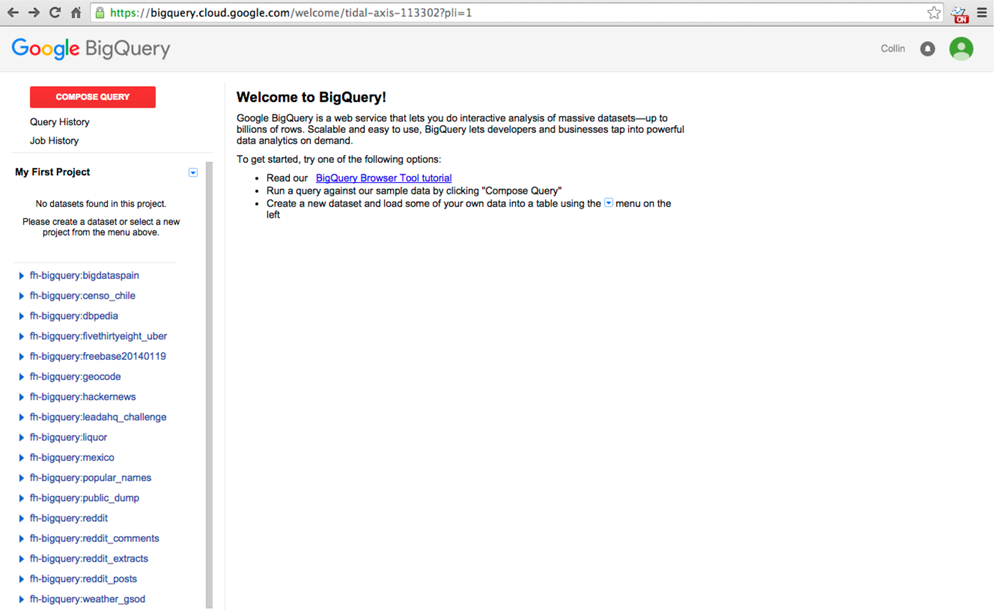 https://bigquery.cloud.google.com/welcome/tidal-axis-113302?pli=1
ON
Google BigQuery
Collin
COMPOSE QUERY
Query History
Job History
My First Project
No datasets found in this project.
Please create a dataset or select a new
project from the menu above.
fh-bigquery:bigdataspain
fh-bigquery:censo_chile
fh-bigquery:dbpedia
fh-bigquery:fivethirtyeight_uber
fh-bigquery:freebase20140119
fh-bigquery:geocode
fh-bigquery:hackernews
fh-bigquery:leadahq_challenge
fh-bigquery:liquor
fh-bigquery:mexico
fh-bigquery:popular_names
fh-bigquery:public_dump
fh-bigquery:reddit
fh-bigquery:reddit_comments
fh-bigquery:reddit_extracts
fh-bigquery:reddit_posts
fh-bigquery:weather_gsod
Welcome to BigQuery!
Google BigQuery is a web service that lets you do interactive analysis of massive datasets—up to
billions of rows. Scalable and easy to use, BigQuery lets developers and businesses tap into powerful
data analytics on demand.
To get started, try one of the following options:
• Read our BigQuery Browser Tool tutorial
• Run a query against our sample data by clicking "Compose Query"
• Create a new dataset and load some of your own data into a table using the menu on the
left